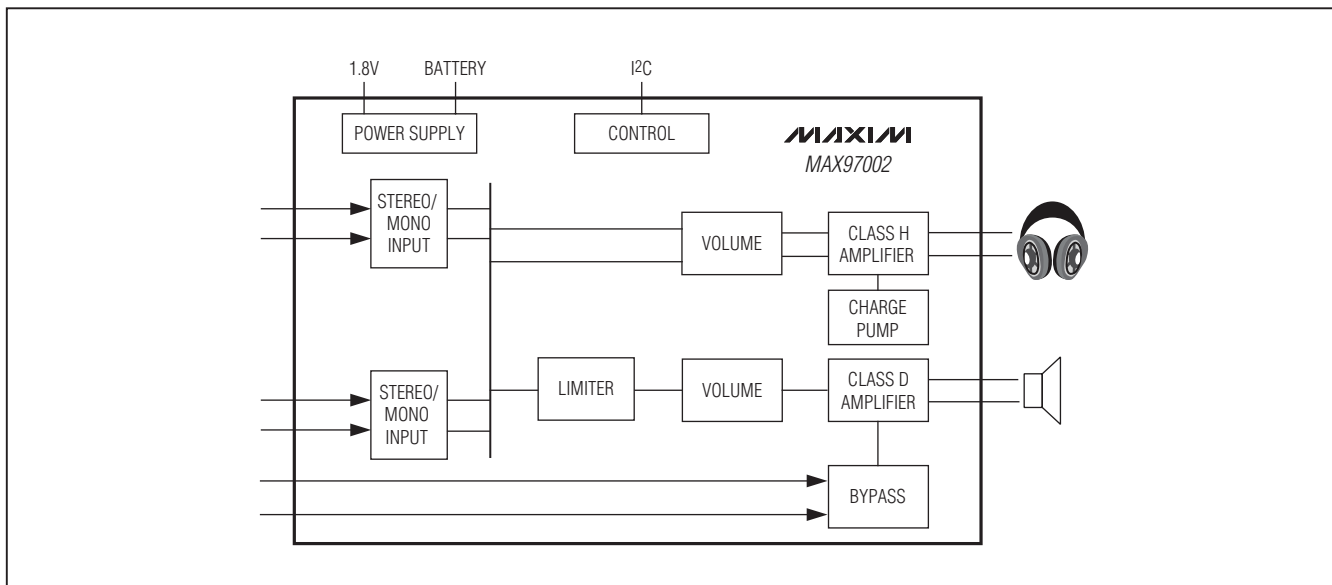 1.8V BATTERY I²C
POWER SUPPLY CONTROL
MAXIM
MAX97002
STEREO/
MONO
INPUT
VOLUME
CLASS H
AMPLIFIER
CHARGE
PUMP
STEREO/
MONO
INPUT
LIMITER
VOLUME
CLASS D
AMPLIFIER
BYPASS